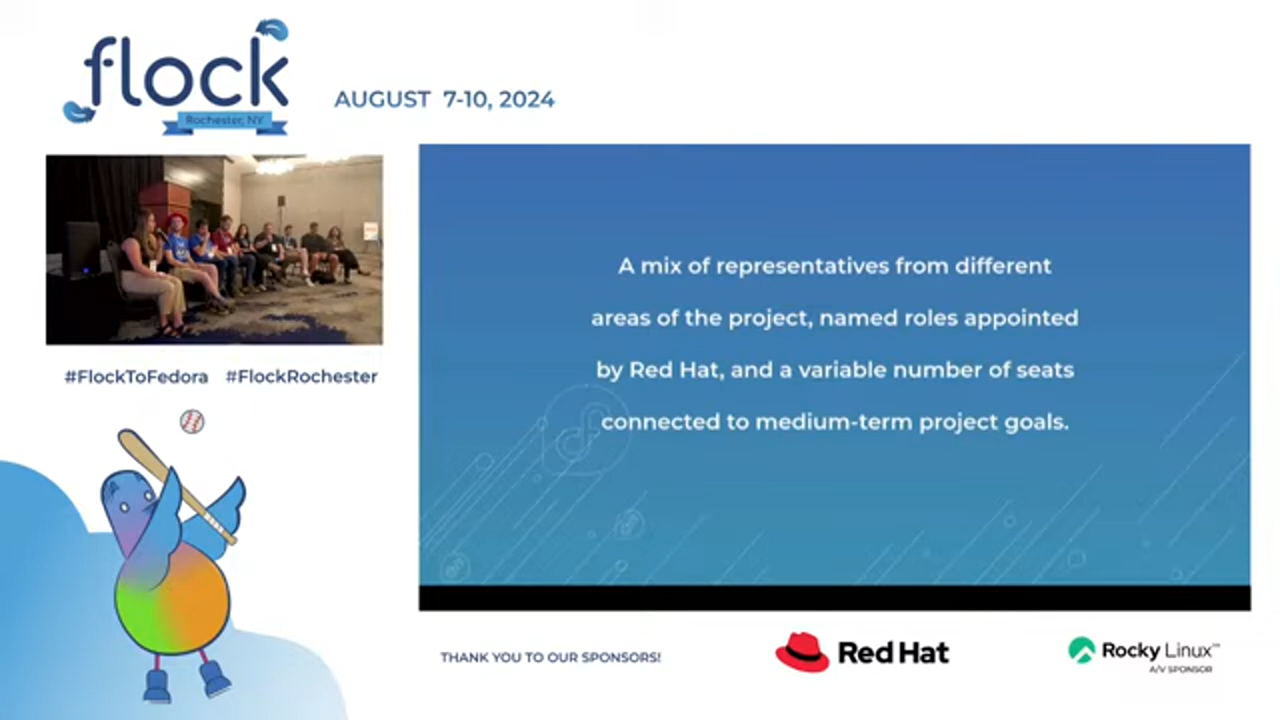 flock
Rochester, NY
AUGUST 7-10, 2024
#FlockToFedora #FlockRochester
A mix of representatives from different
areas of the project, named roles appointed
by Red Hat, and a variable number of seats
connected to medium-term project goals.
THANK YOU TO OUR SPONSORS!
Red Hat
Rocky Linux™
A/V SPONSOR